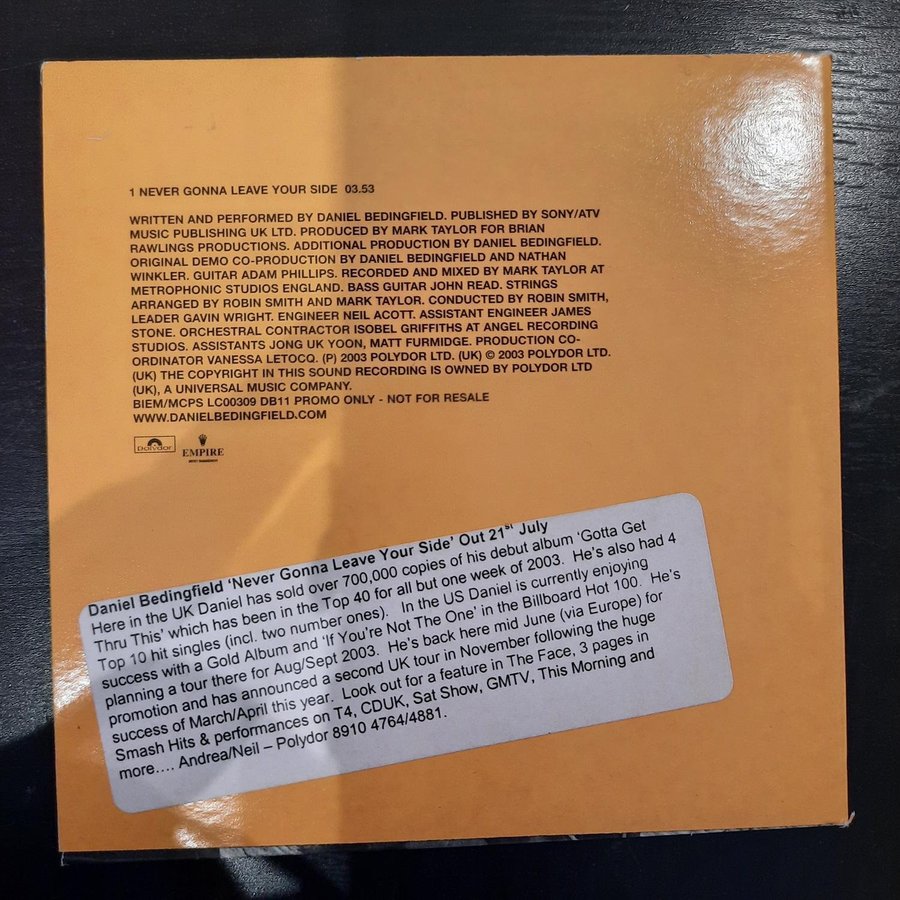 1 NEVER GONNA LEAVE YOUR SIDE 03.53
WRITTEN AND PERFORMED BY DANIEL BEDINGFIELD. PUBLISHED BY SONY/ATV
MUSIC PUBLISHING UK LTD. PRODUCED BY MARK TAYLOR FOR BRIAN
RAWLINGS PRODUCTIONS. ADDITIONAL PRODUCTION BY DANIEL BEDINGFIELD.
ORIGINAL DEMO CO-PRODUCTION BY DANIEL BEDINGFIELD AND NATHAN
WINKLER. GUITAR ADAM PHILLIPS. RECORDED AND MIXED BY MARK TAYLOR AT
METROPHONIC STUDIOS ENGLAND. BASS GUITAR JOHN READ. STRINGS
ARRANGED BY ROBIN SMITH AND MARK TAYLOR. CONDUCTED BY ROBIN SMITH,
LEADER GAVIN WRIGHT. ENGINEER NEIL ACOTT. ASSISTANT ENGINEER JAMES
STONE. ORCHESTRAL CONTRACTOR ISOBEL GRIFFITHS AT ANGEL RECORDING
STUDIOS. ASSISTANTS JONG UK YOON, MATT FURMIDGE. PRODUCTION CO-
ORDINATOR VANESSA LETOCQ. (P) 2003 POLYDOR LTD. (UK) © 2003 POLYDOR LTD.
(UK) THE COPYRIGHT IN THIS SOUND RECORDING IS OWNED BY POLYDOR LTD
(UK), A UNIVERSAL MUSIC COMPANY.
BIEM/MCPS LC00309 DB11 PROMO ONLY - NOT FOR RESALE
WWW.DANIELBEDINGFIELD.COM
Polydor
EMPIRE
ARTIST MANAGEMENT
Daniel Bedingfield ‘Never Gonna Leave Your Side’ Out 21st July
Here in the UK Daniel has sold over 700,000 copies of his debut album ‘Gotta Get
Thru This’ which has been in the Top 40 for all but one week of 2003. He’s also had 4
Top 10 hit singles (incl. two number ones). In the US Daniel is currently enjoying
success with a Gold Album and ‘If You’re Not The One’ in the Billboard Hot 100. He’s
planning a tour there for Aug/Sept 2003. He’s back here mid June (via Europe) for
promotion and has announced a second UK tour in November following the huge
success of March/April this year. Look out for a feature in The Face, 3 pages in
Smash Hits & performances on T4, CDUK, Sat Show, GMTV, This Morning and
more…. Andrea/Neil – Polydor 8910 4764/4881.